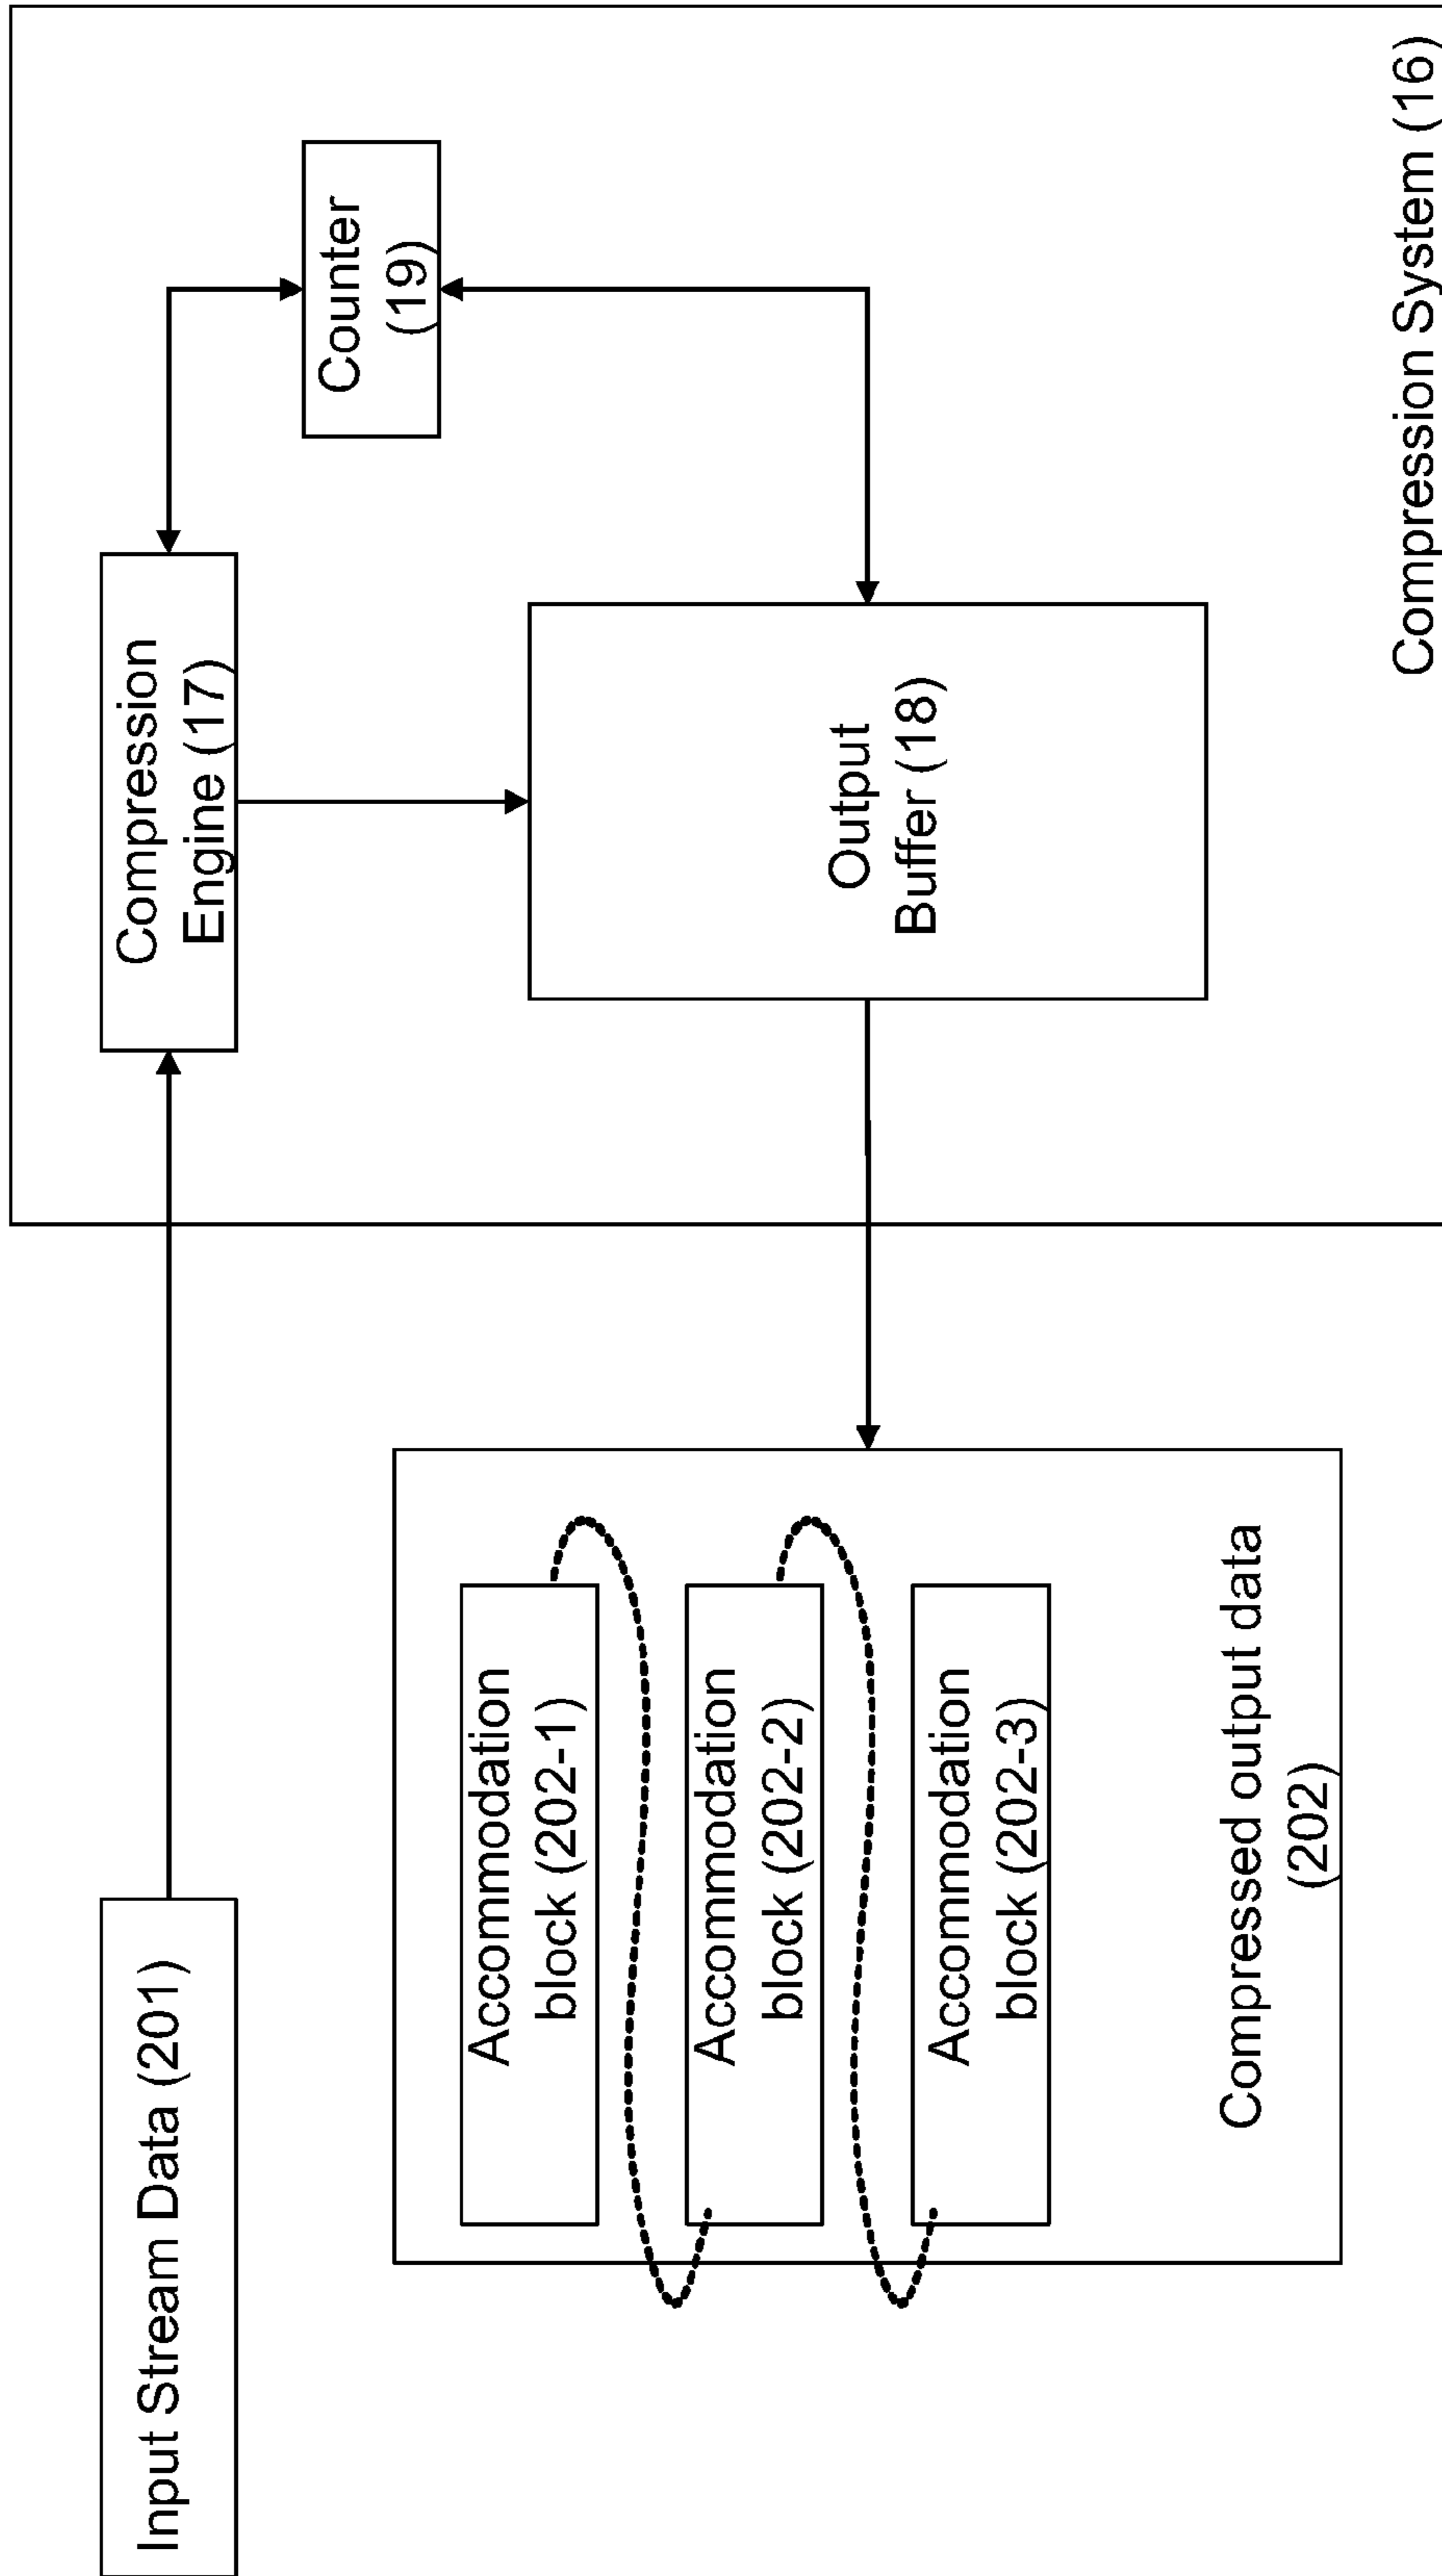 Input Stream Data (201)
Compression
Engine (17)
Counter
(19)
Accommodation
block (202-1)
Accommodation
block (202-2)
Accommodation
block (202-3)
Output
Buffer (18)
Compressed output data
(202)
Compression System (16)